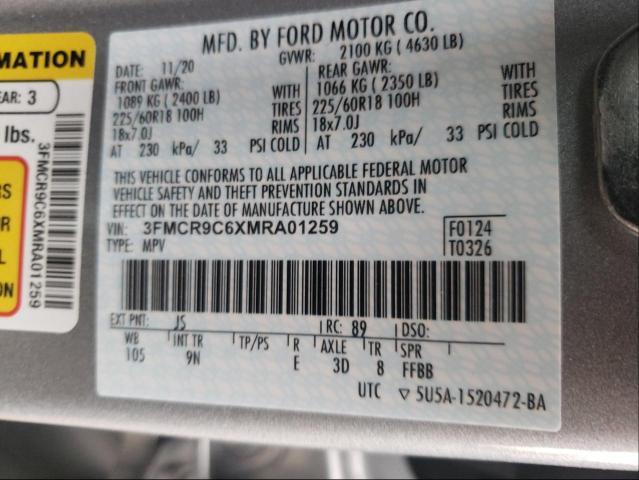 MFD. BY FORD MOTOR CO.
DATE: 11/20 GVWR: 2100 KG ( 4630 LB)
FRONT GAWR: REAR GAWR:
1089 KG (2400 LB) WITH 1066 KG ( 2350 LB) WITH
225/60R18 100H TIRES 225/60R18 100H TIRES
18x7.0J RIMS 18x7.0J RIMS
AT 230 kPa/ 33 PSI COLD AT 230 kPa/ 33 PSI COLD
THIS VEHICLE CONFORMS TO ALL APPLICABLE FEDERAL MOTOR
VEHICLE SAFETY AND THEFT PREVENTION STANDARDS IN
EFFECT ON THE DATE OF MANUFACTURE SHOWN ABOVE.
VIN: 3FMCR9C6XMRA01259 F0124
TYPE: MPV T0326
EXT PNT: JS RC: 89 DSO:
WB INT TR TP/PS R AXLE TR SPR
105 9N E 3D 8 FFBB
UTC ▽ 5U5A-1520472-BA
MATION
EAR: 3
lbs.
3FMCR9C6XMRA01259
RS
OR
L
ON